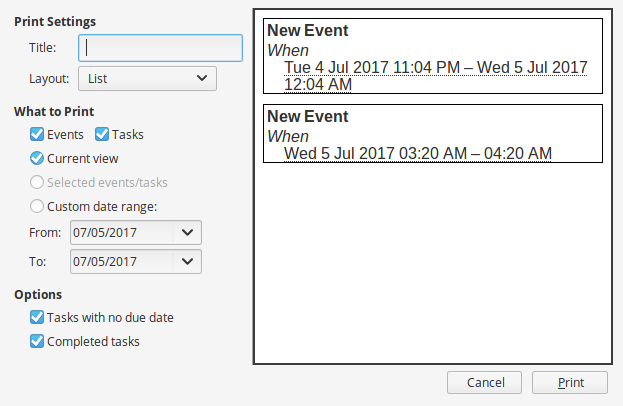 Print Settings
Title:
Layout: List
What to Print
Events Tasks
Current view
Selected events/tasks
Custom date range:
From: 07/05/2017
To: 07/05/2017
Options
Tasks with no due date
Completed tasks
New Event
When
Tue 4 Jul 2017 11:04 PM – Wed 5 Jul 2017
12:04 AM
New Event
When
Wed 5 Jul 2017 03:20 AM – 04:20 AM
Cancel Print